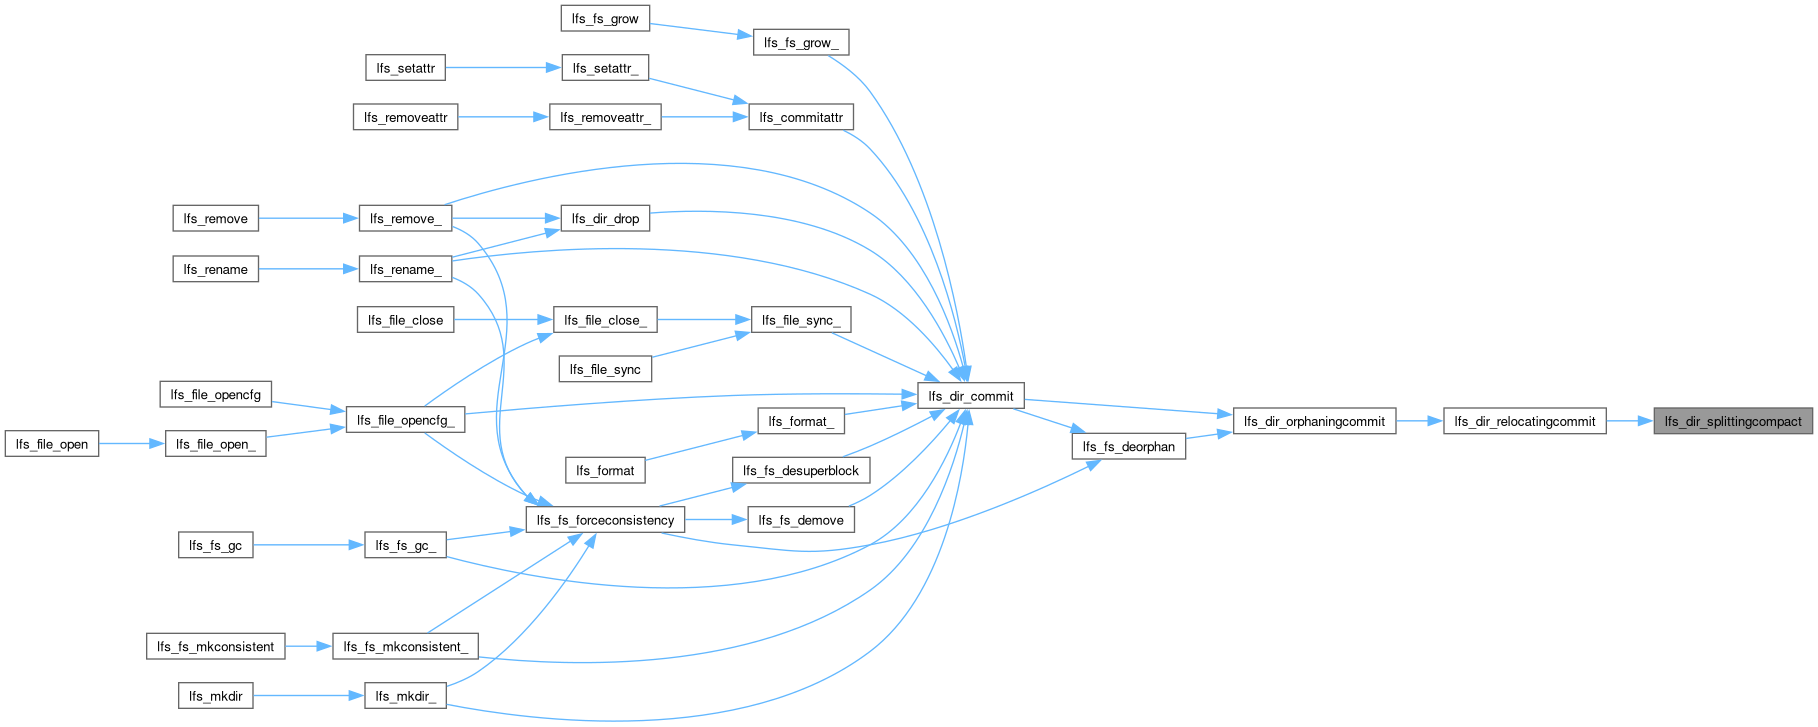 lfs_fs_grow
lfs_fs_grow_
lfs_setattr
lfs_setattr_
lfs_removeattr
lfs_removeattr_
lfs_commitattr
lfs_remove
lfs_remove_
lfs_dir_drop
lfs_rename
lfs_rename_
lfs_file_close
lfs_file_close_
lfs_file_sync_
lfs_file_sync
lfs_file_opencfg
lfs_dir_commit
lfs_file_opencfg_
lfs_format_
lfs_dir_orphaningcommit
lfs_dir_relocatingcommit
lfs_dir_splittingcompact
lfs_file_open
lfs_file_open_
lfs_fs_deorphan
lfs_format
lfs_fs_desuperblock
lfs_fs_forceconsistency
lfs_fs_demove
lfs_fs_gc
lfs_fs_gc_
lfs_fs_mkconsistent
lfs_fs_mkconsistent_
lfs_mkdir
lfs_mkdir_